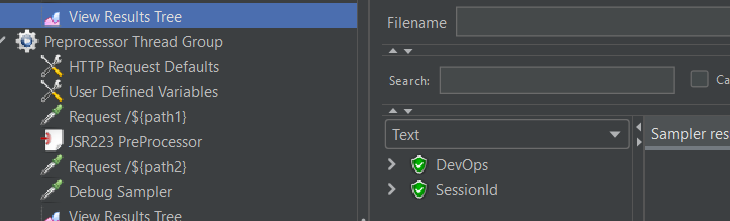 View Results Tree
Preprocessor Thread Group
HTTP Request Defaults
User Defined Variables
Request /${path1}
JSR223 PreProcessor
Request /${path2}
Debug Sampler
View Results Tree
Filename
Search:
Ca
Text
Sampler res
DevOps
SessionId